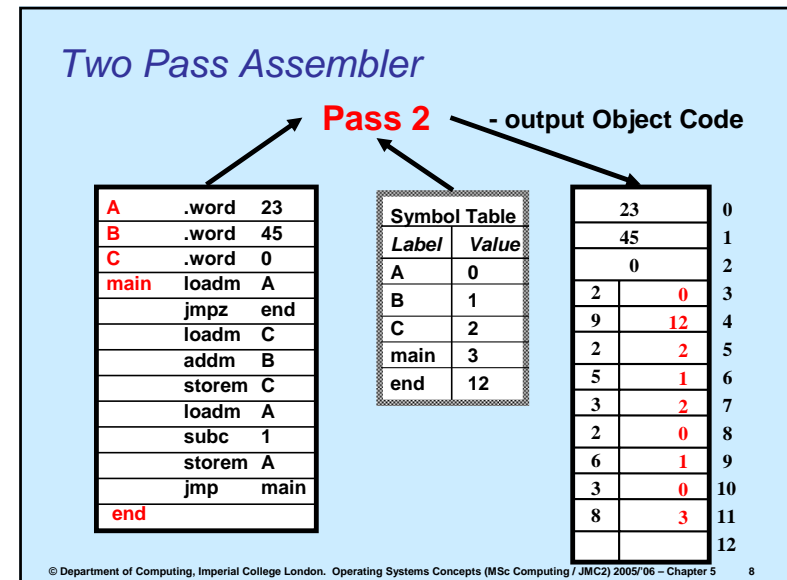 Two Pass Assembler
Pass 2 - output Object Code
A .word 23
B .word 45
C .word 0
main loadm A
jmpz end
loadm C
addm B
storem C
loadm A
subc 1
storem A
jmp main
end
Symbol Table
Label Value
A 0
B 1
C 2
main 3
end 12
23 0
45 1
0 2
2 0 3
9 12 4
2 2 5
5 1 6
3 2 7
2 0 8
6 1 9
3 0 10
8 3 11
12
© Department of Computing, Imperial College London. Operating Systems Concepts (MSc Computing / JMC2) 2005/'06 – Chapter 5 8